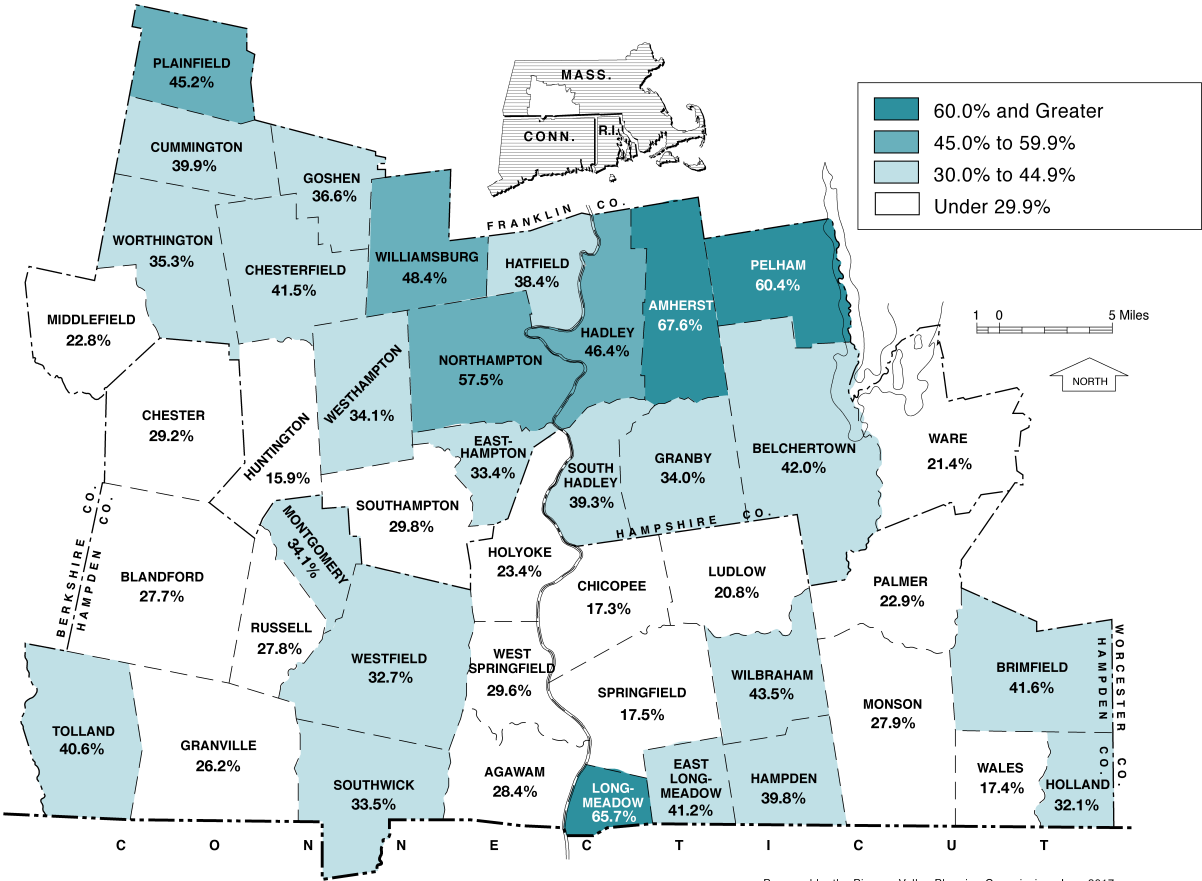 PLAINFIELD
45.2%
MASS.
CONN.
R.I.
60.0% and Greater
45.0% to 59.9%
30.0% to 44.9%
Under 29.9%
CUMMINGTON
39.9%
GOSHEN
36.6%
FRANKLIN CO.
WORTHINGTON
35.3%
CHESTERFIELD
41.5%
WILLIAMSBURG
48.4%
HATFIELD
38.4%
PELHAM
60.4%
AMHERST
67.6%
MIDDLEFIELD
22.8%
HADLEY
46.4%
1 0 5 Miles
NORTH
NORTHAMPTON
57.5%
WESTHAMPTON
34.1%
CHESTER
29.2%
HUNTINGTON
15.9%
EAST-
HAMPTON
33.4%
SOUTH
HADLEY
39.3%
GRANBY
34.0%
BELCHERTOWN
42.0%
WARE
21.4%
SOUTHAMPTON
29.8%
HAMPSHIRE CO.
MONTGOMERY
34.1%
BERKSHIRE CO.
HAMPDEN CO.
BLANDFORD
27.7%
HOLYOKE
23.4%
CHICOPEE
17.3%
LUDLOW
20.8%
PALMER
22.9%
RUSSELL
27.8%
WESTFIELD
32.7%
WEST
SPRINGFIELD
29.6%
SPRINGFIELD
17.5%
WILBRAHAM
43.5%
MONSON
27.9%
BRIMFIELD
41.6%
HAMPDEN CO.
WORCESTER CO.
TOLLAND
40.6%
GRANVILLE
26.2%
SOUTHWICK
33.5%
AGAWAM
28.4%
LONG-
MEADOW
65.7%
EAST
LONG-
MEADOW
41.2%
HAMPDEN
39.8%
WALES
17.4%
HOLLAND
32.1%
CONNECTICUT